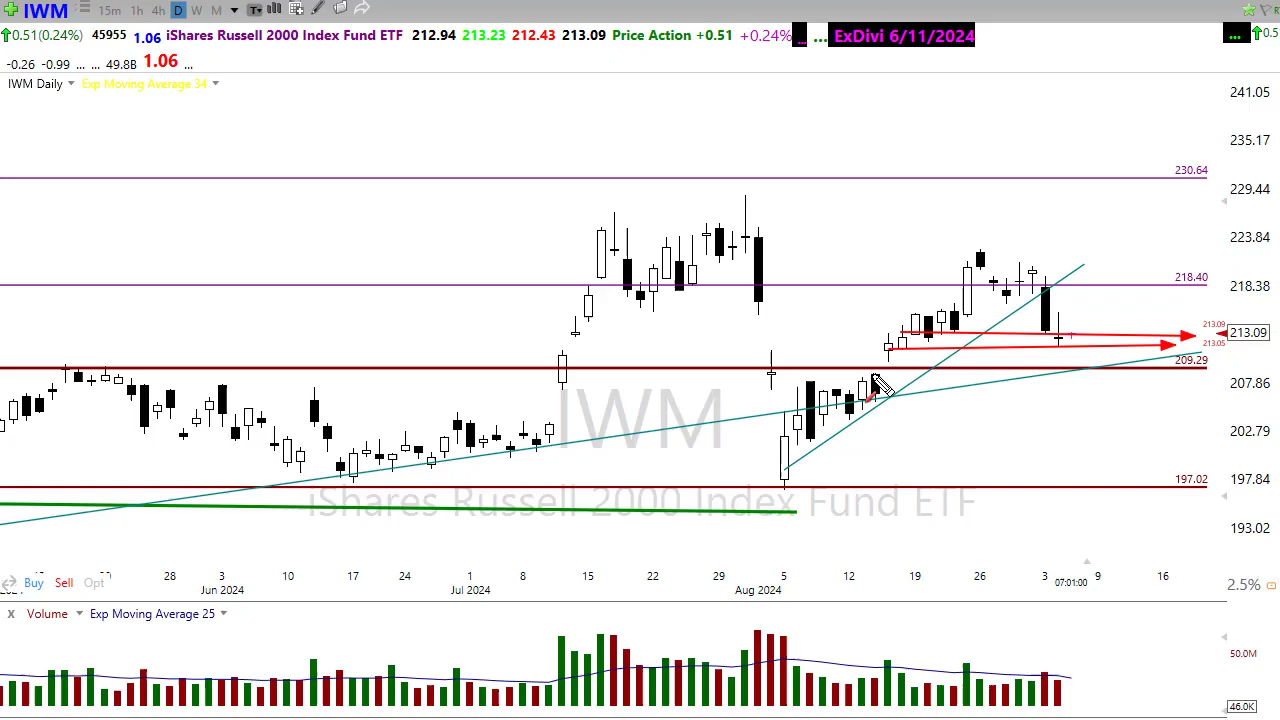 IWM 15m 1h 4h D W M T
0.51(0.24%) 45955 1.06 iShares Russell 2000 Index Fund ETF 212.94 213.23 212.43 213.09 Price Action +0.51 +0.24% ... ... ExDivi 6/11/2024 ... 0.5
-0.26 -0.99 ... ... 49.8B 1.06 ...
IWM Daily Exp Moving Average 34
241.05
235.17
230.64
229.44
223.84
218.40
218.38
213.09
213.09
213.05
209.29
207.86
IWM
202.79
197.02
197.84
iShares Russell 2000 Index Fund ETF
193.02
28 3 10 17 24 1 8 15 22 29 5 12 19 26 3 9 16
Buy Sell Opt Jun 2024 Jul 2024 Aug 2024 07:01:00 2.5%
X Volume Exp Moving Average 25
50.0M
46.0K